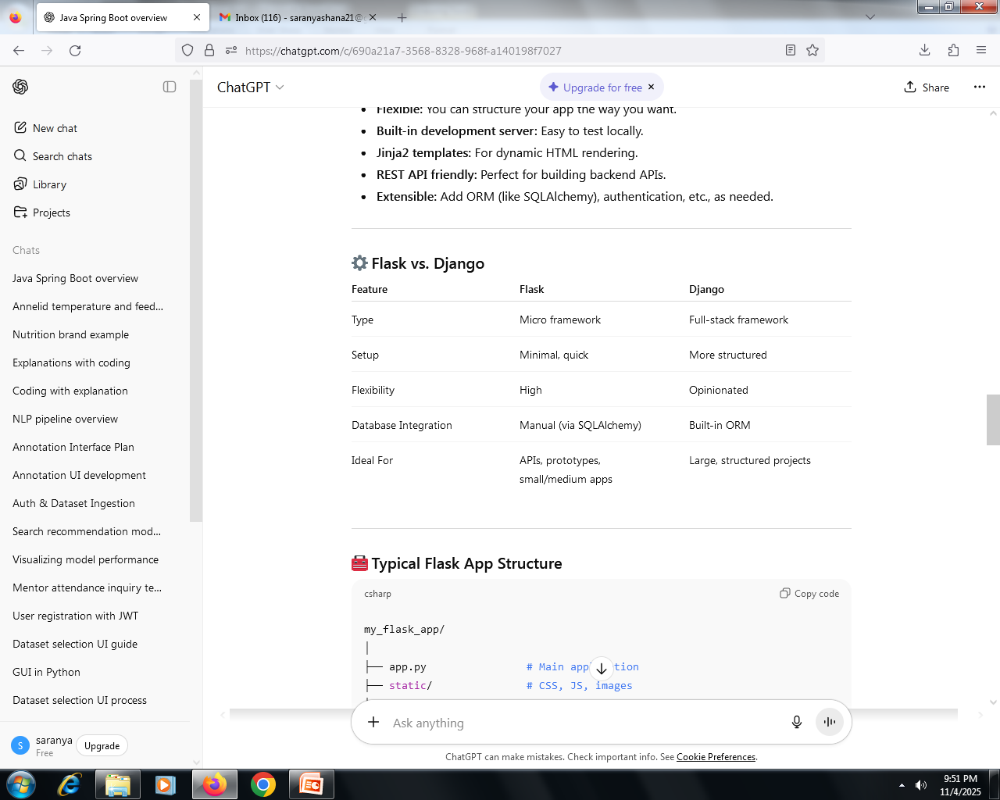 Java Spring Boot overview
Inbox (116) - saranyashana21@
https://chatgpt.com/c/690a21a7-3568-8328-968f-a140198f7027
ChatGPT
Upgrade for free
Share
New chat
Search chats
Library
Projects
Chats
Java Spring Boot overview
Annelid temperature and feed...
Nutrition brand example
Explanations with coding
Coding with explanation
NLP pipeline overview
Annotation Interface Plan
Annotation UI development
Auth & Dataset Ingestion
Search recommendation mod...
Visualizing model performance
Mentor attendance inquiry te...
User registration with JWT
Dataset selection UI guide
GUI in Python
Dataset selection UI process
S
saranya
Free
Upgrade
• Flexible: You can structure your app the way you want.
• Built-in development server: Easy to test locally.
• Jinja2 templates: For dynamic HTML rendering.
• REST API friendly: Perfect for building backend APIs.
• Extensible: Add ORM (like SQLAlchemy), authentication, etc., as needed.
Flask vs. Django
Feature Flask Django
Type Micro framework Full-stack framework
Setup Minimal, quick More structured
Flexibility High Opinionated
Database Integration Manual (via SQLAlchemy) Built-in ORM
Ideal For APIs, prototypes, Large, structured projects
small/medium apps
Typical Flask App Structure
csharp Copy code
my_flask_app/
│
├── app.py # Main
├── static/ # CSS, JS, images
Ask anything
ChatGPT can make mistakes. Check important info. See Cookie Preferences.
9:51 PM
11/4/2025